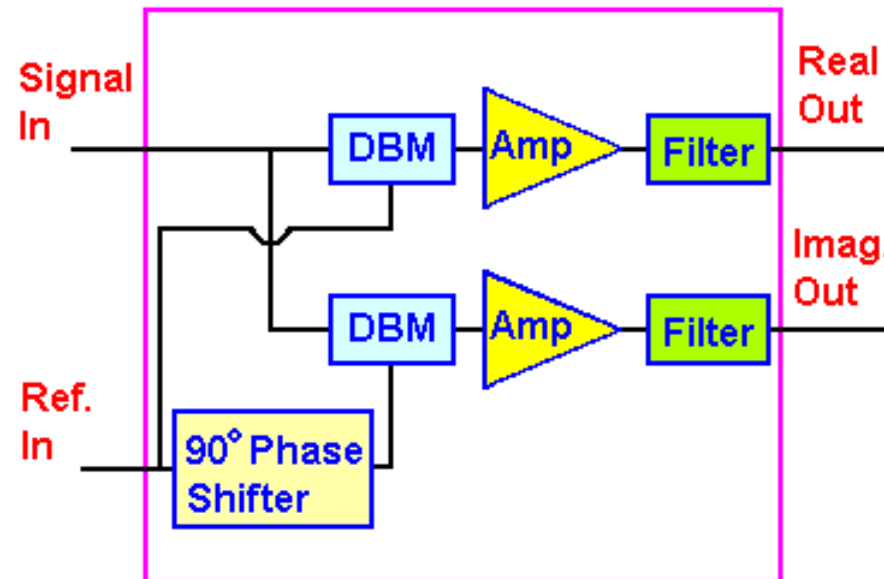 Signal
In
Real
Out
DBM
Amp
Filter
Imag.
Out
DBM
Amp
Filter
Ref.
In
90° Phase
Shifter